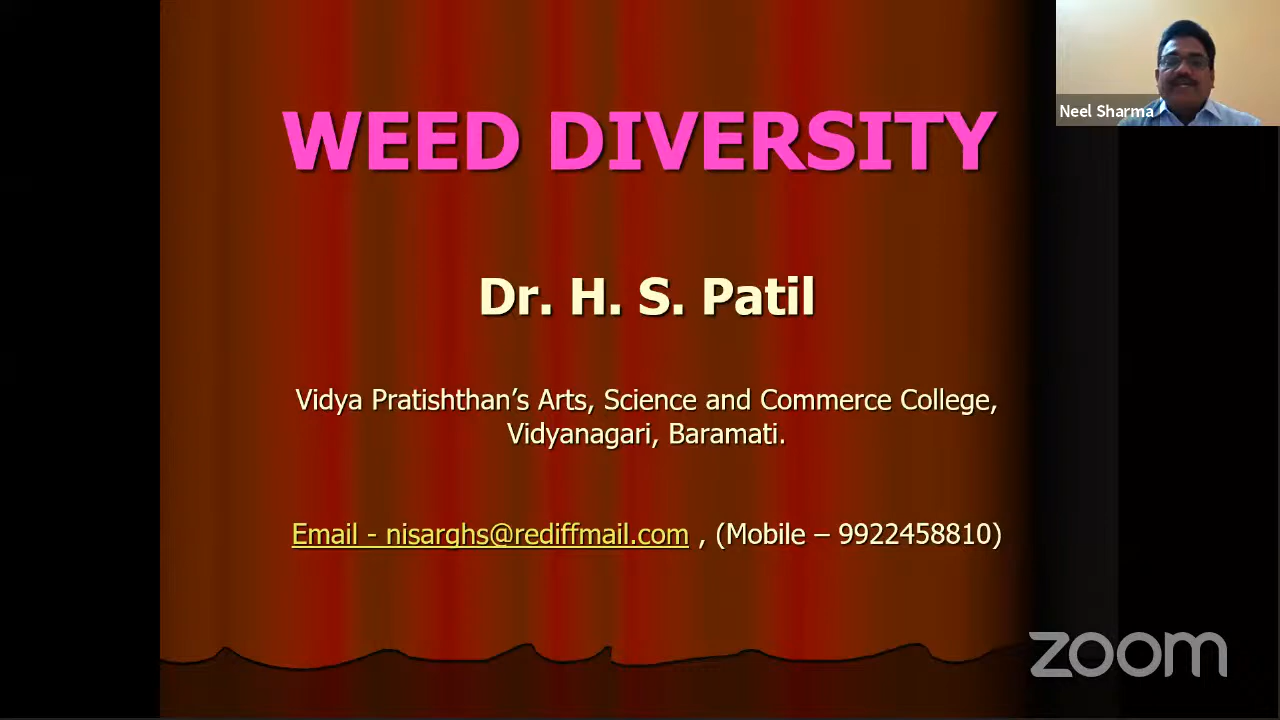 WEED DIVERSITY
Neel Sharma
Dr. H. S. Patil
Vidya Pratishthan’s Arts, Science and Commerce College,
Vidyanagari, Baramati.
Email - nisarghs@rediffmail.com , (Mobile – 9922458810)
zoom